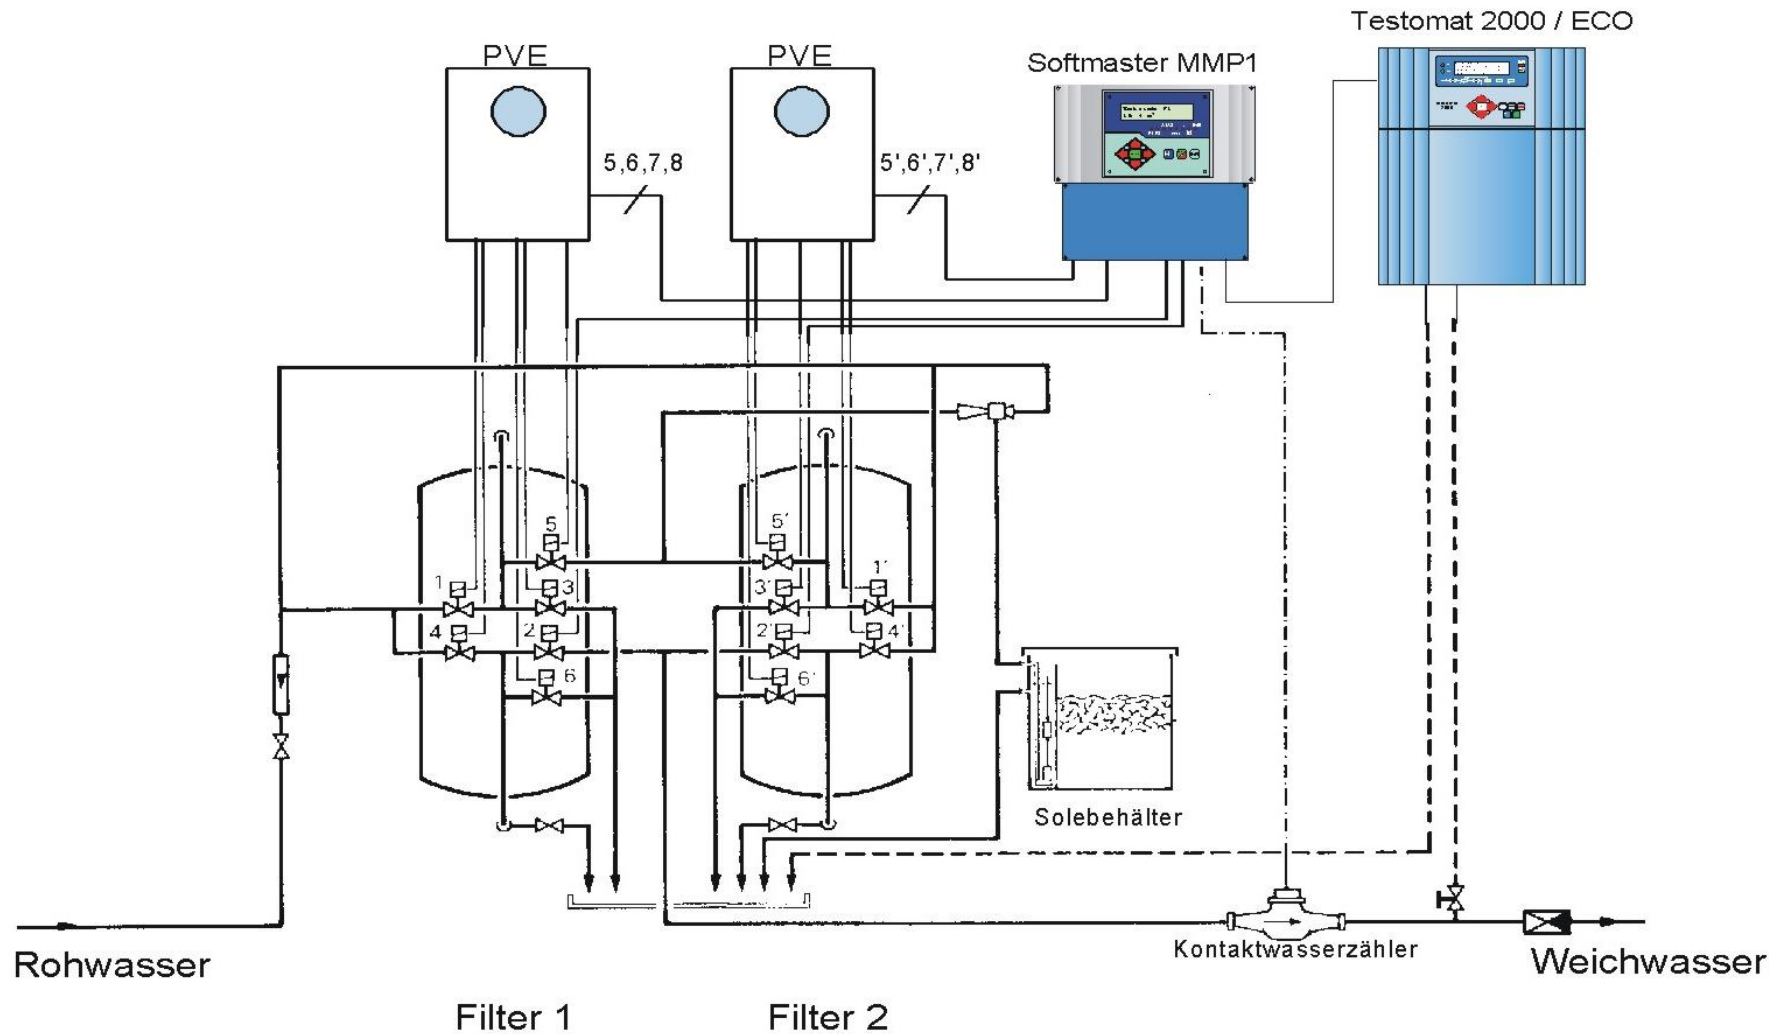 Testomat 2000 / ECO
PVE
PVE
Softmaster MMP1
5,6,7,8
5',6',7',8'
5
5'
1
3
3'
1'
4
2
2'
4'
6
6'
Solebehälter
Kontaktwasserzähler
Rohwasser
Weichwasser
Filter 1
Filter 2